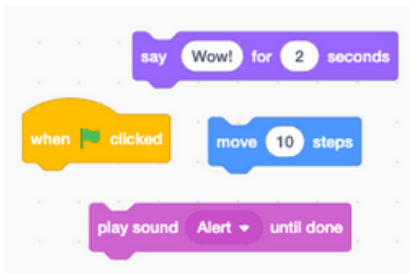 say Wow! for 2 seconds
when clicked
move 10 steps
play sound Alert until done